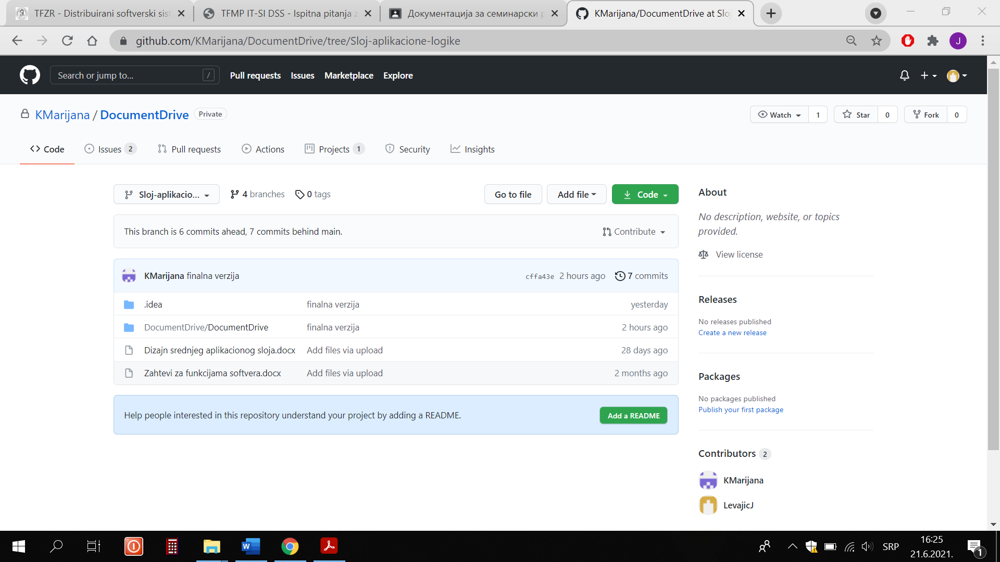 TFZR - Distribuirani softverski sist
TFMP IT-SI DSS - Ispitna pitanja z
Документација за семинарски р
KMarijana/DocumentDrive at Sloj
github.com/KMarijana/DocumentDrive/tree/Sloj-aplikacione-logike
J
Search or jump to...
/
Pull requests
Issues
Marketplace
Explore
KMarijana / DocumentDrive
Private
Watch 1
Star 0
Fork 0
Code
Issues 2
Pull requests
Actions
Projects 1
Security
Insights
Sloj-aplikacio...
4 branches
0 tags
Go to file
Add file
Code
This branch is 6 commits ahead, 7 commits behind main.
Contribute
KMarijana finalna verzija
cffa43e 2 hours ago
7 commits
.idea finalna verzija yesterday
DocumentDrive/DocumentDrive finalna verzija 2 hours ago
Dizajn srednjeg aplikacionog sloja.docx Add files via upload 28 days ago
Zahtevi za funkcijama softvera.docx Add files via upload 2 months ago
Help people interested in this repository understand your project by adding a README.
Add a README
About
No description, website, or topics
provided.
View license
Releases
No releases published
Create a new release
Packages
No packages published
Publish your first package
Contributors 2
KMarijana
LevajicJ
W
SRP
16:25
21.6.2021.
1